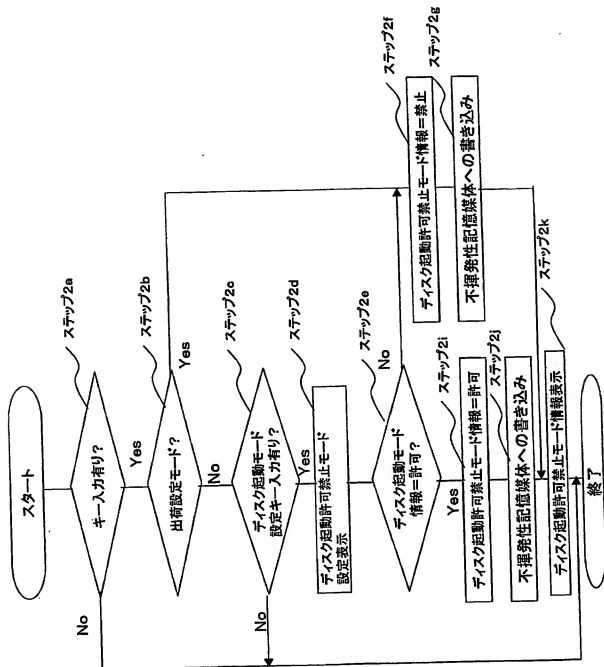 スタート
ステップ2a
キー入力有り?
No
Yes
ステップ2b
出荷設定モード?
Yes
No
ステップ2c
ディスク起動モード
設定キー入力有り?
No
Yes
ステップ2d
ディスク起動許可禁止モード
設定表示
ステップ2e
ディスク起動モード
情報=許可?
No
Yes
ステップ2f
ディスク起動許可禁止モード情報=禁止
ステップ2g
不揮発性記憶媒体への書き込み
ステップ2i
ディスク起動許可禁止モード情報=許可
ステップ2j
不揮発性記憶媒体への書き込み
ステップ2k
ディスク起動許可禁止モード情報表示
終了